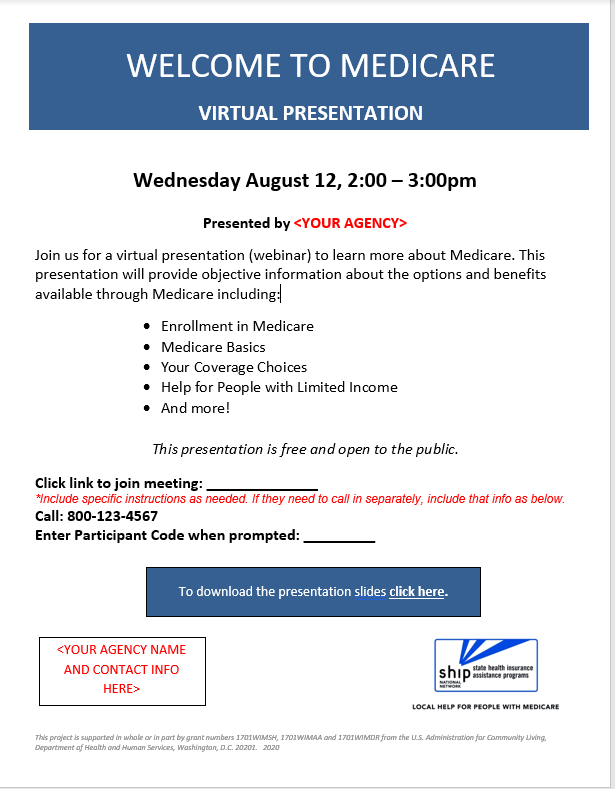 WELCOME TO MEDICARE
VIRTUAL PRESENTATION
Wednesday August 12, 2:00 – 3:00pm
Presented by <YOUR AGENCY>
Join us for a virtual presentation (webinar) to learn more about Medicare. This
presentation will provide objective information about the options and benefits
available through Medicare including:
• Enrollment in Medicare
• Medicare Basics
• Your Coverage Choices
• Help for People with Limited Income
• And more!
This presentation is free and open to the public.
Click link to join meeting: ______________
*Include specific instructions as needed. If they need to call in separately, include that info as below.
Call: 800-123-4567
Enter Participant Code when prompted: _________
To download the presentation slides click here.
<YOUR AGENCY NAME
AND CONTACT INFO
HERE>
ship state health insurance
assistance programs
NATIONAL
NETWORK
LOCAL HELP FOR PEOPLE WITH MEDICARE
This project is supported in whole or in part by grant numbers 1701WIMSH, 1701WIMAA and 1701WIMDR from the U.S. Administration for Community Living,
Department of Health and Human Services, Washington, D.C. 20201. 2020